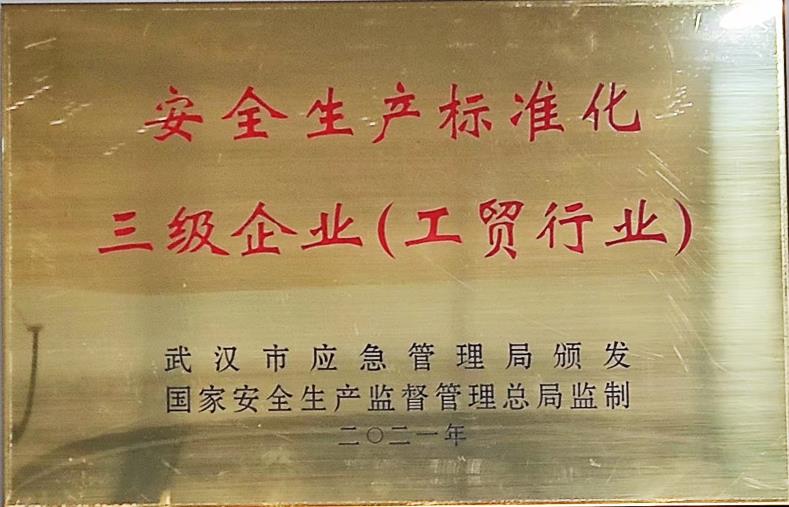 安全生产标准化
三级企业(工贸行业)
武汉市应急管理局颁发
国家安全生产监督管理总局监制
二〇二一年